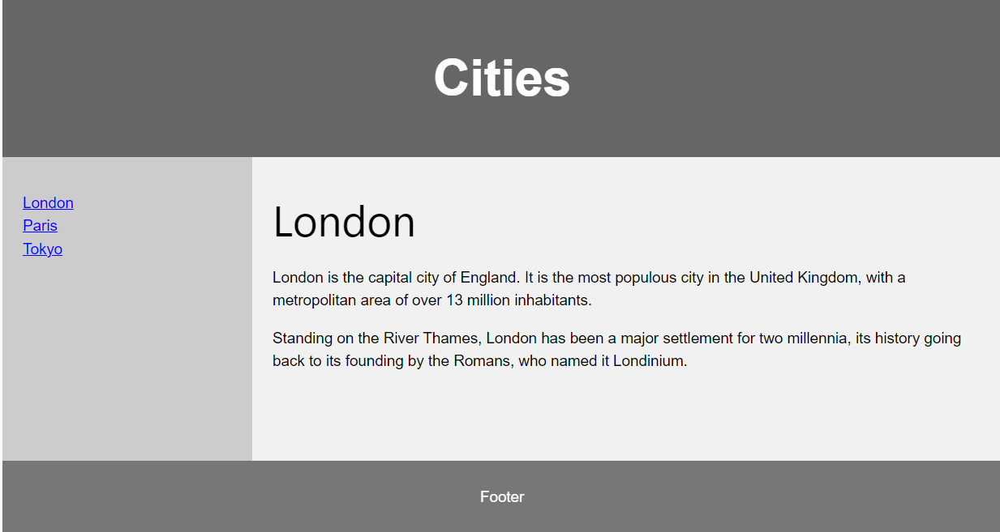 Cities
London
Paris
Tokyo
London
London is the capital city of England. It is the most populous city in the United Kingdom, with a
metropolitan area of over 13 million inhabitants.
Standing on the River Thames, London has been a major settlement for two millennia, its history going
back to its founding by the Romans, who named it Londinium.
Footer